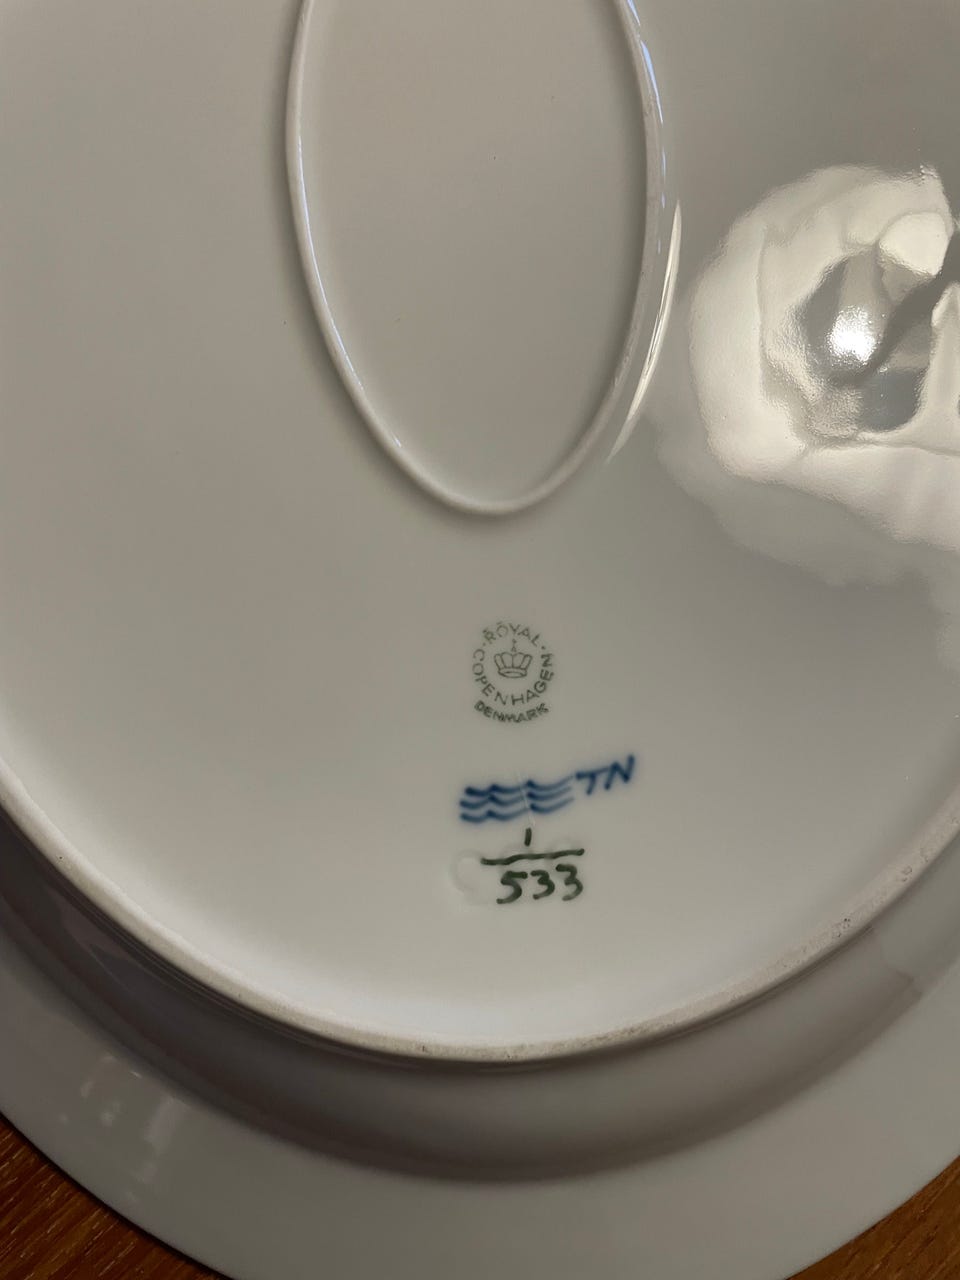 ROYAL
COPENHAGEN
DENMARK
TN
1
533